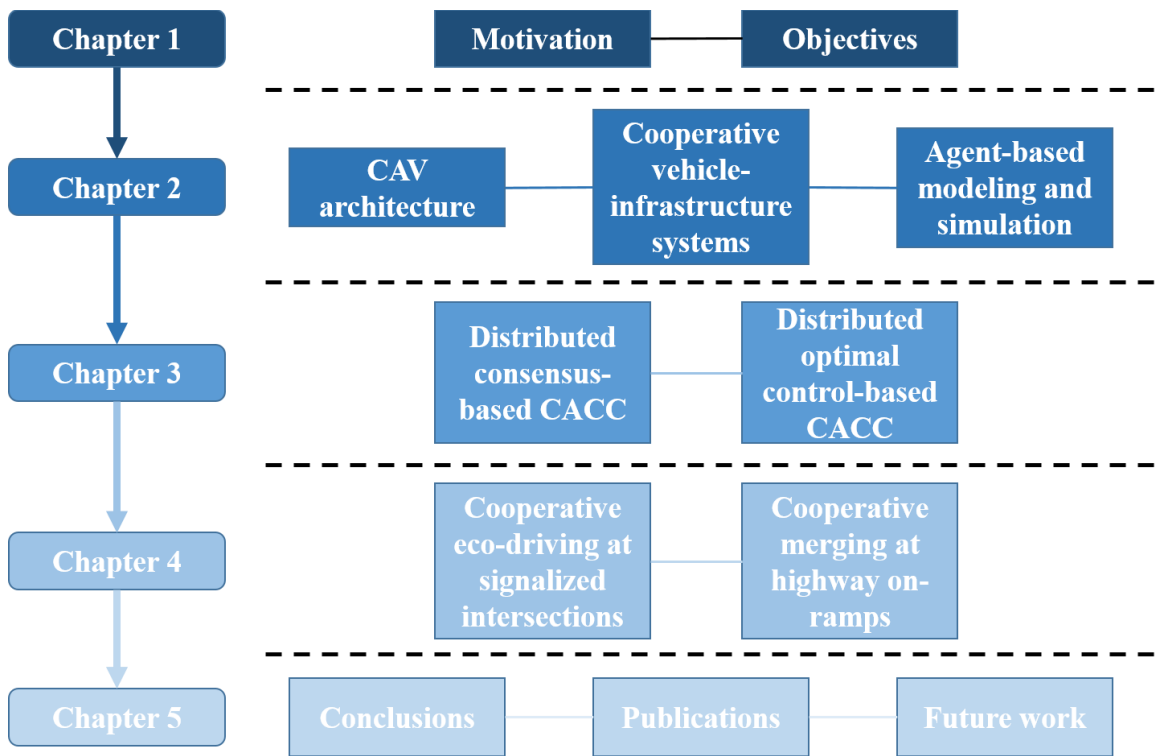 Chapter 1
Motivation
Objectives
Chapter 2
CAV
architecture
Cooperative
vehicle-
infrastructure
systems
Agent-based
modeling and
simulation
Chapter 3
Distributed
consensus-
based CACC
Distributed
optimal
control-based
CACC
Chapter 4
Cooperative
eco-driving at
signalized
intersections
Cooperative
merging at
highway on-
ramps
Chapter 5
Conclusions
Publications
Future work